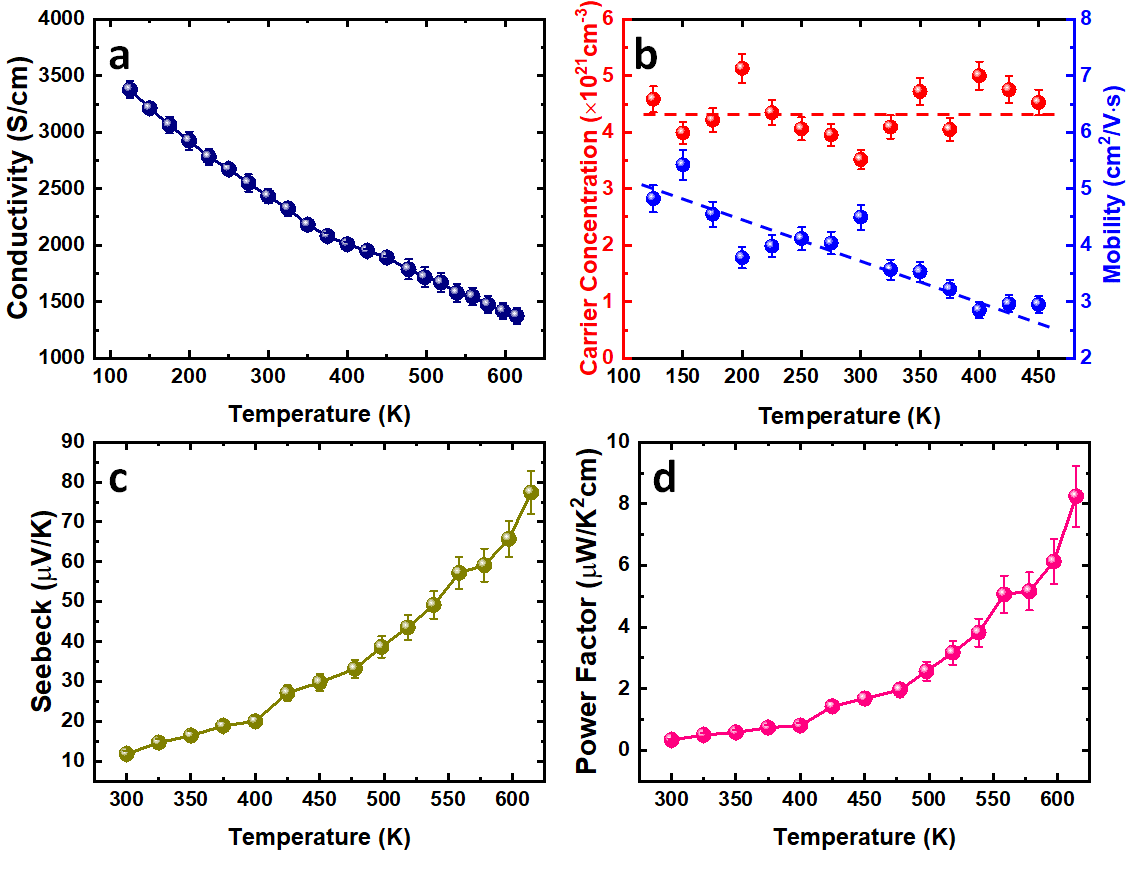 a
Conductivity (S/cm)
4000
3500
3000
2500
2000
1500
1000
100 200 300 400 500 600
Temperature (K)
b
Carrier Concentration (×10²¹cm⁻³)
6
5
4
3
2
1
0
Mobility (cm²/V·s)
8
7
6
5
4
3
2
100 150 200 250 300 350 400 450
Temperature (K)
c
Seebeck (μV/K)
90
80
70
60
50
40
30
20
10
300 350 400 450 500 550 600
Temperature (K)
d
Power Factor (μW/K²cm)
10
8
6
4
2
0
300 350 400 450 500 550 600
Temperature (K)